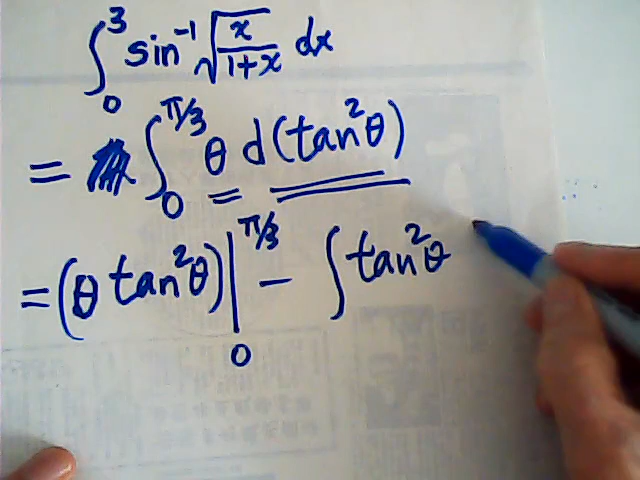 ∫₀³ sin⁻¹ √(x/(1+x)) dx
= ∫₀^(π/3) θ d(tan²θ)
= (θ tan²θ)|₀^(π/3) − ∫ tan²θ